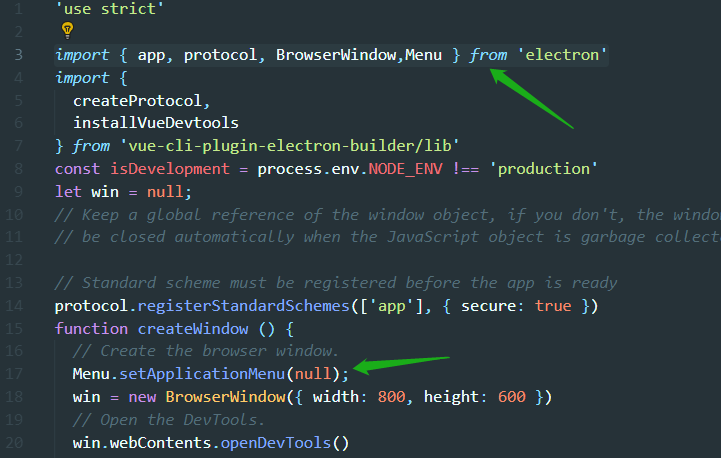 1 'use strict'
2
3 import { app, protocol, BrowserWindow,Menu } from 'electron'
4 import {
5 createProtocol,
6 installVueDevtools
7 } from 'vue-cli-plugin-electron-builder/lib'
8 const isDevelopment = process.env.NODE_ENV !== 'production'
9 let win = null;
10 // Keep a global reference of the window object, if you don't, the window
11 // be closed automatically when the JavaScript object is garbage collect
12
13 // Standard scheme must be registered before the app is ready
14 protocol.registerStandardSchemes(['app'], { secure: true })
15 function createWindow () {
16 // Create the browser window.
17 Menu.setApplicationMenu(null);
18 win = new BrowserWindow({ width: 800, height: 600 })
19 // Open the DevTools.
20 win.webContents.openDevTools()